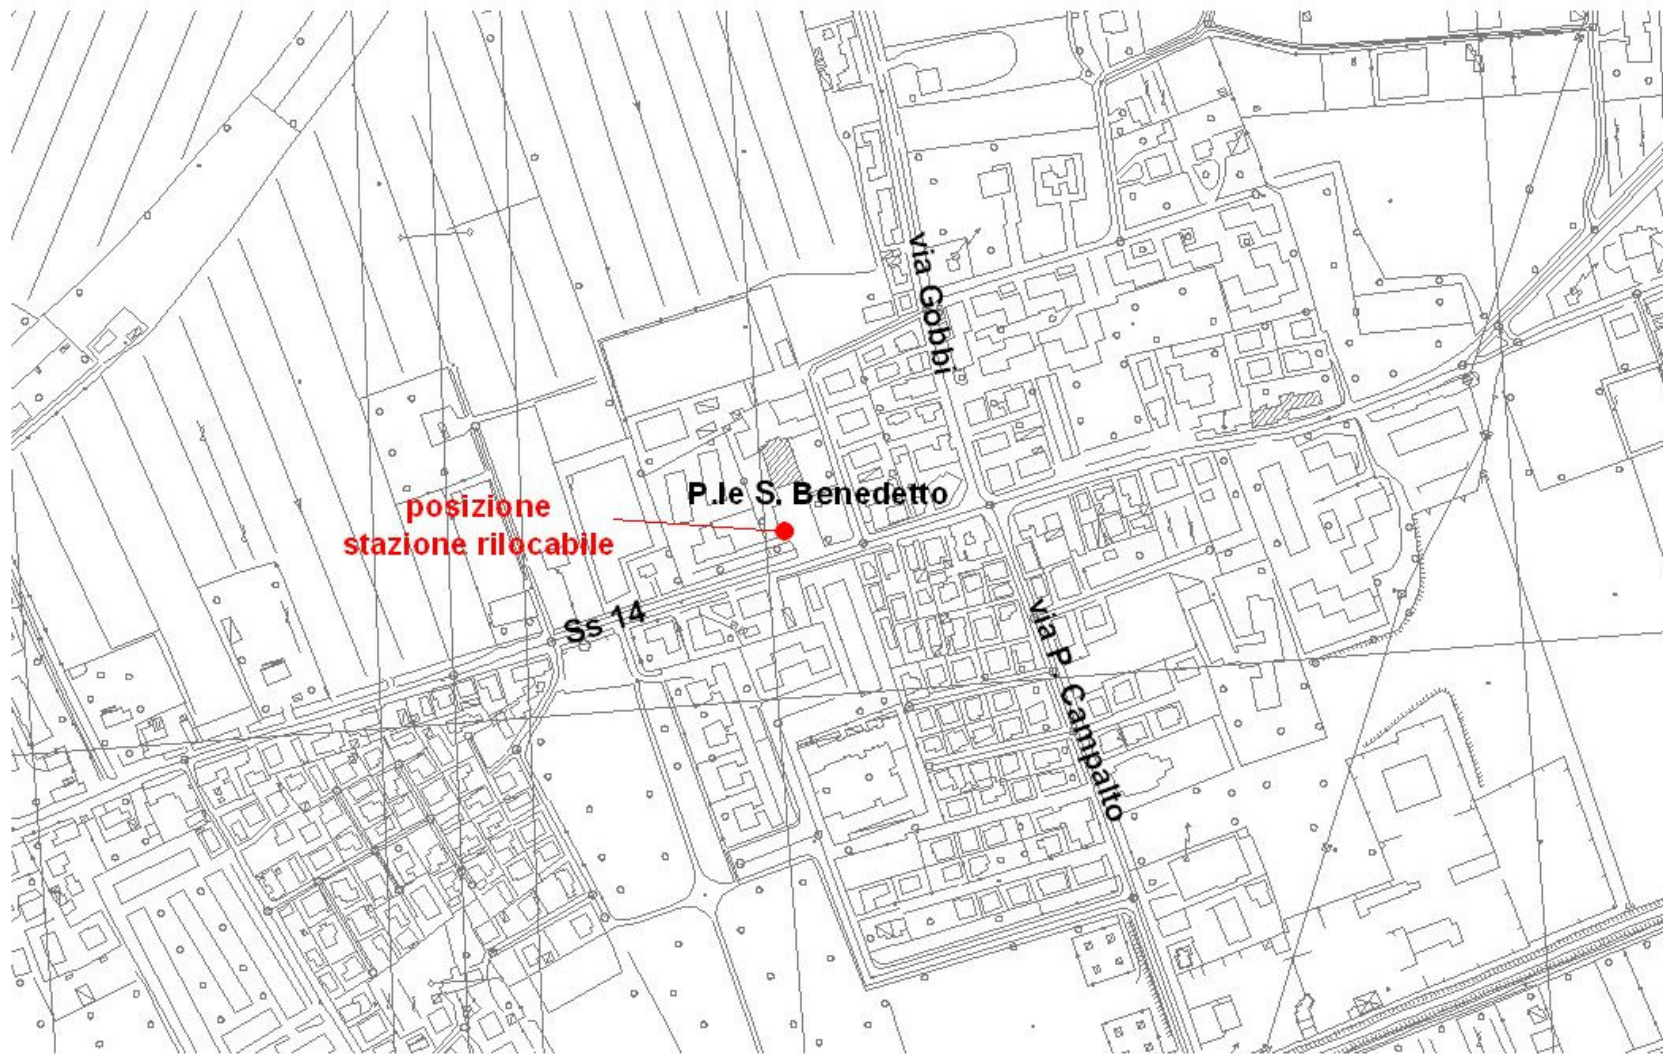 via Gobbi
P.le S. Benedetto
posizione
stazione rilocabile
Ss 14
via P. Campalto